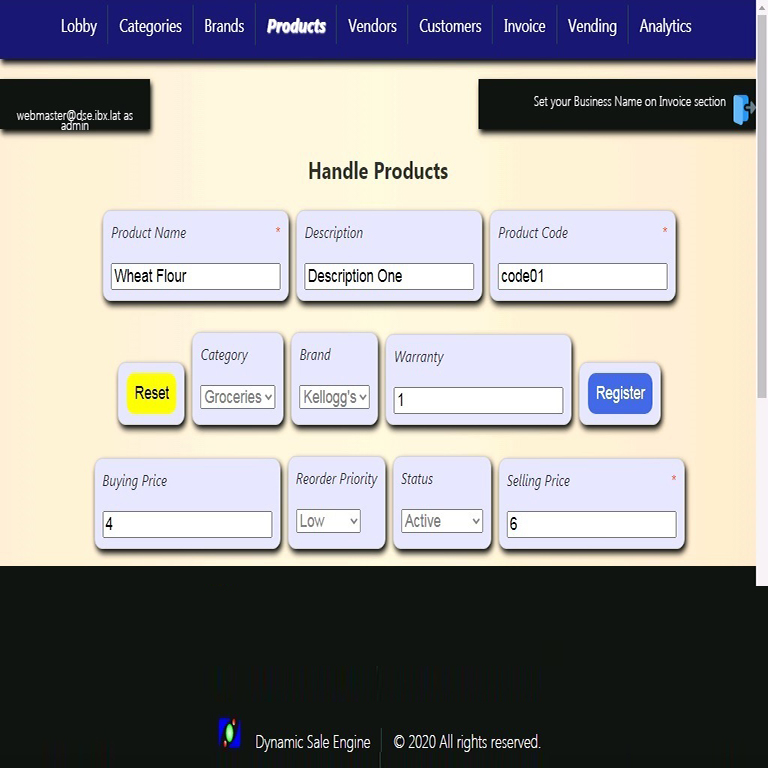 Lobby Categories Brands Products Vendors Customers Invoice Vending Analytics
webmaster@dse.ibx.lat as
admin
Set your Business Name on Invoice section
Handle Products
Product Name * Description Product Code *
Wheat Flour Description One code01
Category Brand Warranty
Reset Groceries Kellogg's 1 Register
Buying Price Reorder Priority Status Selling Price *
4 Low Active 6
Dynamic Sale Engine © 2020 All rights reserved.